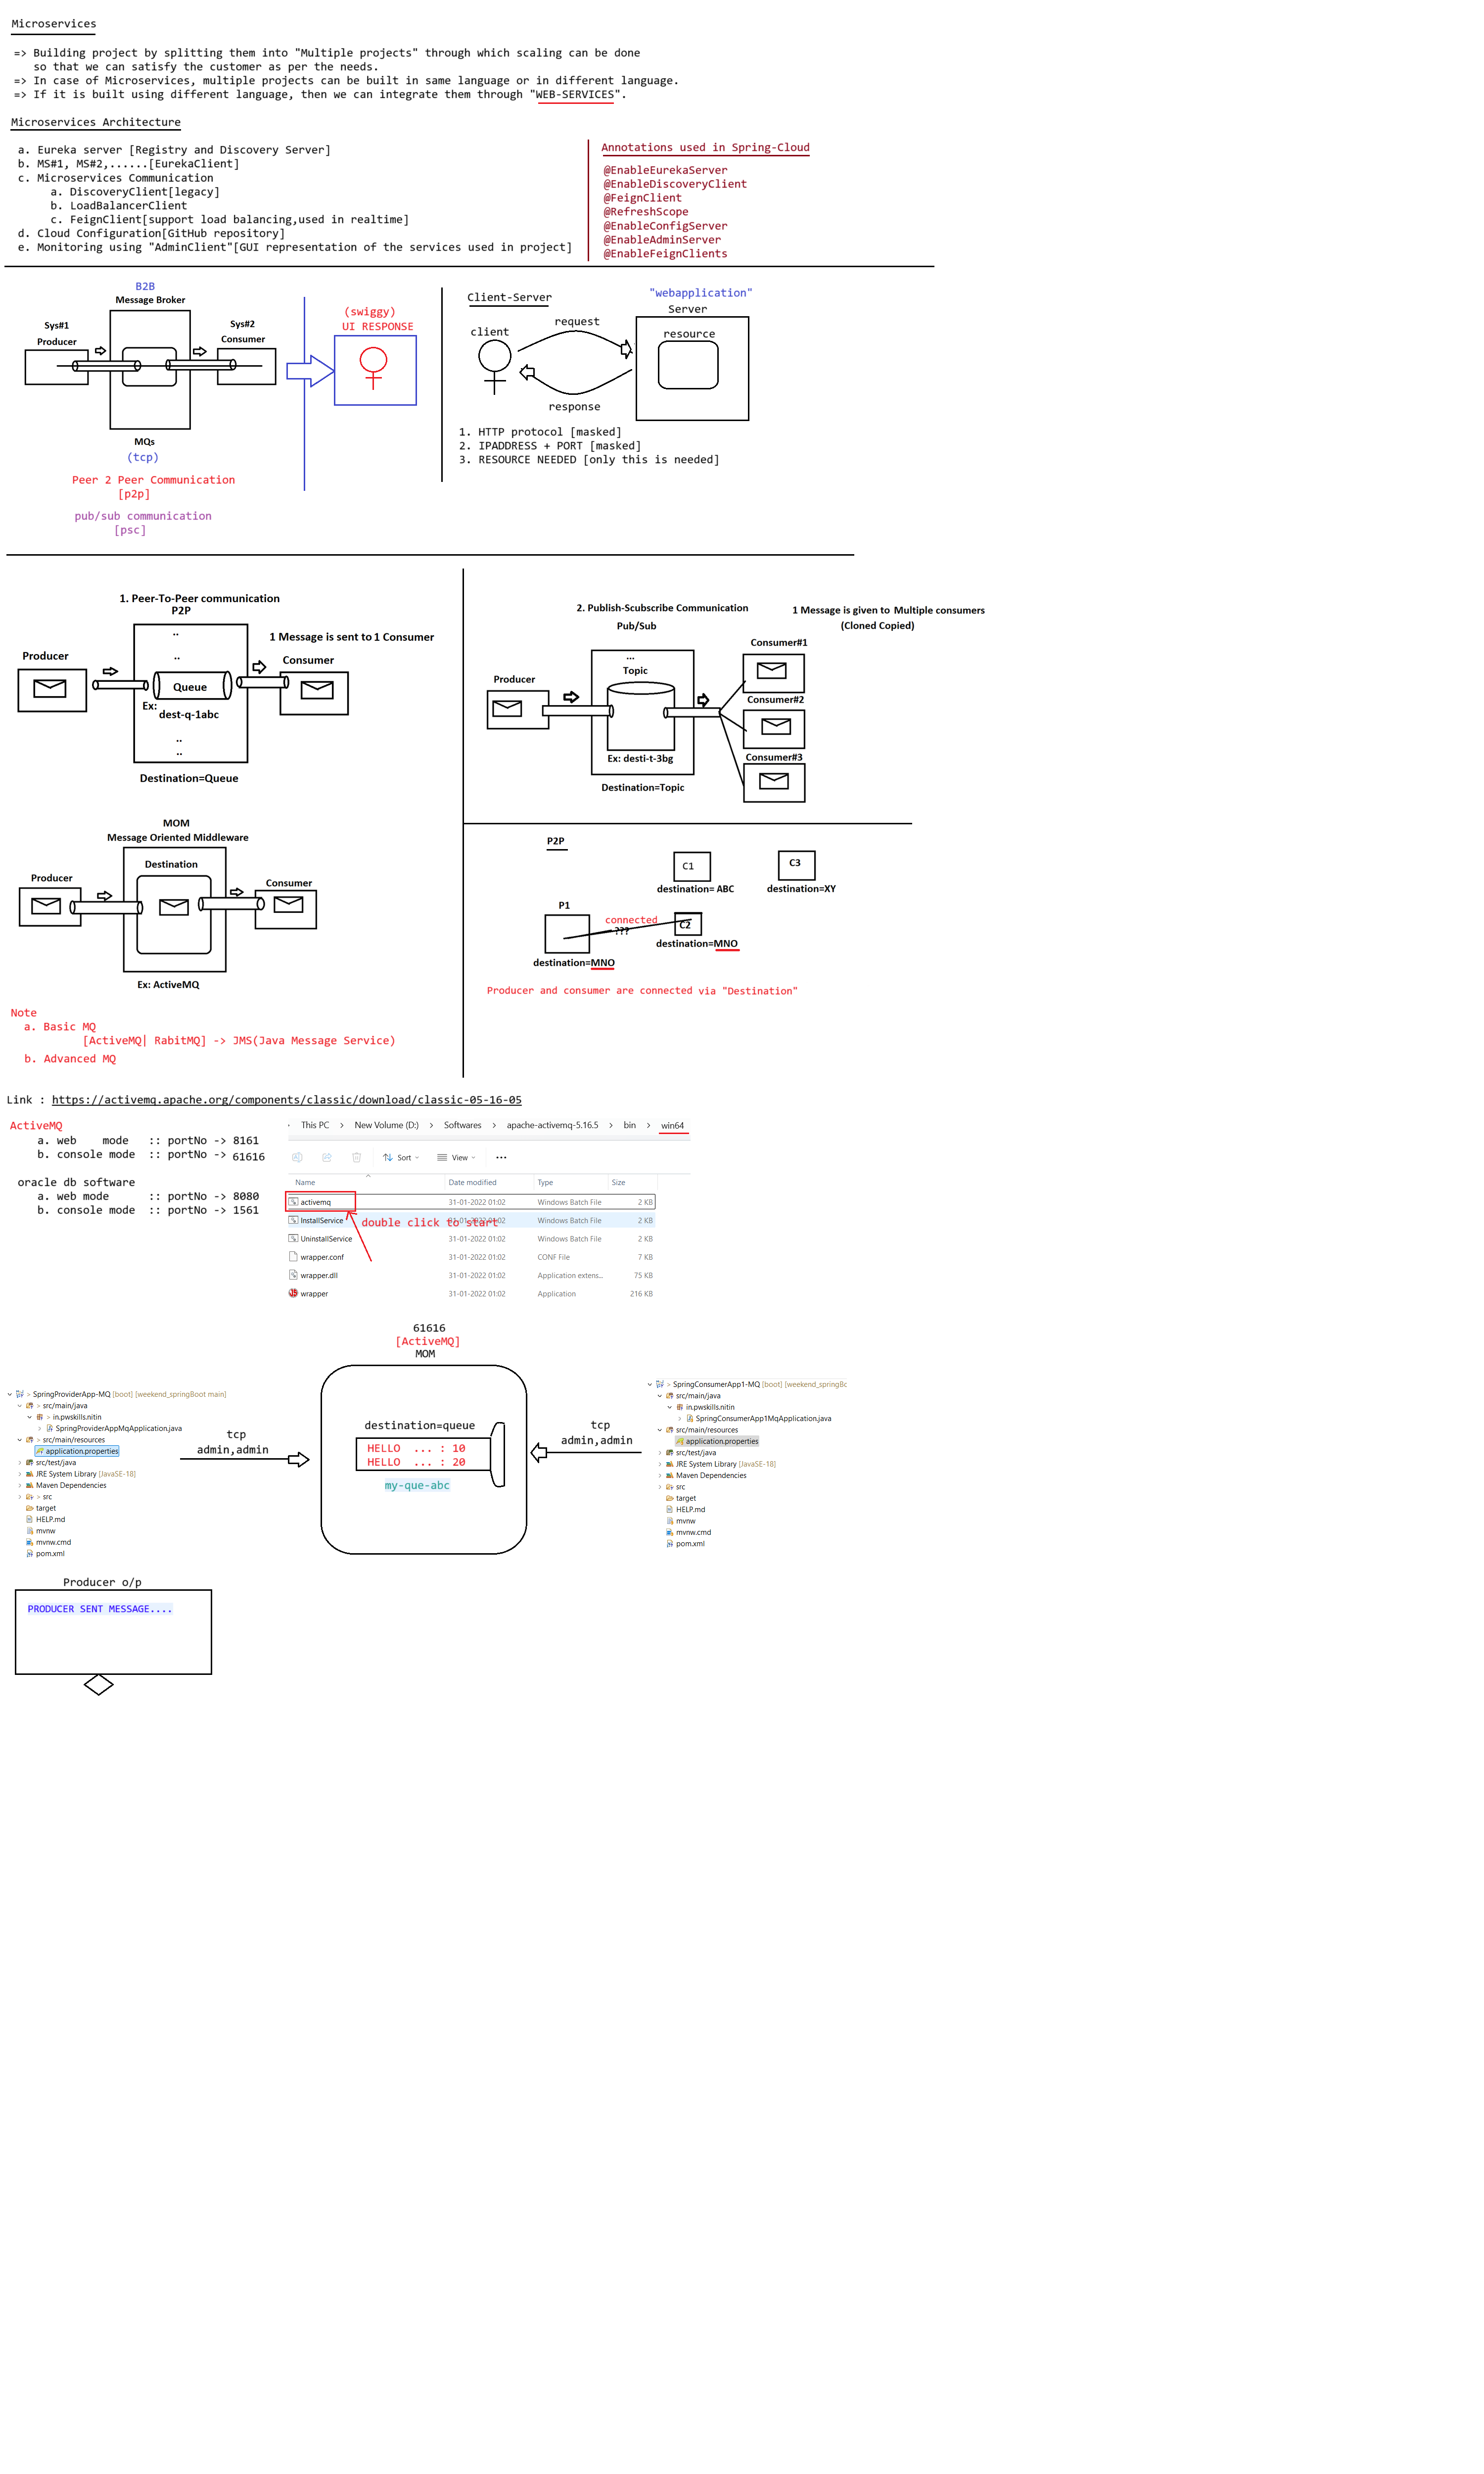 Microservices
=> Building project by splitting them into "Multiple projects" through which scaling can be done
so that we can satisfy the customer as per the needs.
=> In case of Microservices, multiple projects can be built in same language or in different language.
=> If it is built using different language, then we can integrate them through "WEB-SERVICES".
Microservices Architecture
a. Eureka server [Registry and Discovery Server]
b. MS#1, MS#2,......[EurekaClient]
c. Microservices Communication
a. DiscoveryClient[legacy]
b. LoadBalancerClient
c. FeignClient[support load balancing,used in realtime]
d. Cloud Configuration[GitHub repository]
e. Monitoring using "AdminClient"[GUI representation of the services used in project]
Annotations used in Spring-Cloud
@EnableEurekaServer
@EnableDiscoveryClient
@FeignClient
@RefreshScope
@EnableConfigServer
@EnableAdminServer
@EnableFeignClients
B2B
Message Broker
Sys#1
Producer
Sys#2
Consumer
MQs
(tcp)
Peer 2 Peer Communication
[p2p]
pub/sub communication
[psc]
(swiggy)
UI RESPONSE
Client-Server
"webapplication"
Server
client
request
resource
response
1. HTTP protocol [masked]
2. IPADDRESS + PORT [masked]
3. RESOURCE NEEDED [only this is needed]
1. Peer-To-Peer communication
P2P
..
..
1 Message is sent to 1 Consumer
Producer
Consumer
Queue
Ex:
dest-q-1abc
..
..
Destination=Queue
2. Publish-Scubscribe Communication
Pub/Sub
1 Message is given to Multiple consumers
(Cloned Copied)
...
Topic
Producer
Consumer#1
Consumer#2
Consumer#3
Ex: desti-t-3bg
Destination=Topic
MOM
Message Oriented Middleware
Destination
Producer
Consumer
Ex: ActiveMQ
P2P
C1
destination= ABC
C3
destination=XY
P1
connected
???
C2
destination=MNO
destination=MNO
Producer and consumer are connected via "Destination"
Note
a. Basic MQ
[ActiveMQ| RabitMQ] -> JMS(Java Message Service)
b. Advanced MQ
Link : https://activemq.apache.org/components/classic/download/classic-05-16-05
ActiveMQ
a. web mode :: portNo -> 8161
b. console mode :: portNo -> 61616
oracle db software
a. web mode :: portNo -> 8080
b. console mode :: portNo -> 1561
This PC > New Volume (D:) > Softwares > apache-activemq-5.16.5 > bin > win64
Sort View ...
Name Date modified Type Size
activemq 31-01-2022 01:02 Windows Batch File 2 KB
InstallService 31-01-2022 01:02 Windows Batch File 2 KB
double click to start
UninstallService 31-01-2022 01:02 Windows Batch File 2 KB
wrapper.conf 31-01-2022 01:02 CONF File 7 KB
wrapper.dll 31-01-2022 01:02 Application extens... 75 KB
wrapper 31-01-2022 01:02 Application 216 KB
61616
[ActiveMQ]
MOM
> SpringProviderApp-MQ [boot] [weekend_springBoot main]
> src/main/java
> in.pwskills.nitin
> SpringProviderAppMqApplication.java
> src/main/resources
application.properties
> src/test/java
> JRE System Library [JavaSE-18]
> Maven Dependencies
> > src
target
HELP.md
mvnw
mvnw.cmd
pom.xml
tcp
admin,admin
destination=queue
HELLO ... : 10
HELLO ... : 20
my-que-abc
tcp
admin,admin
> SpringConsumerApp1-MQ [boot] [weekend_springBc
src/main/java
in.pwskills.nitin
> SpringConsumerApp1MqApplication.java
src/main/resources
application.properties
> src/test/java
> JRE System Library [JavaSE-18]
> Maven Dependencies
> src
target
HELP.md
mvnw
mvnw.cmd
pom.xml
Producer o/p
PRODUCER SENT MESSAGE....